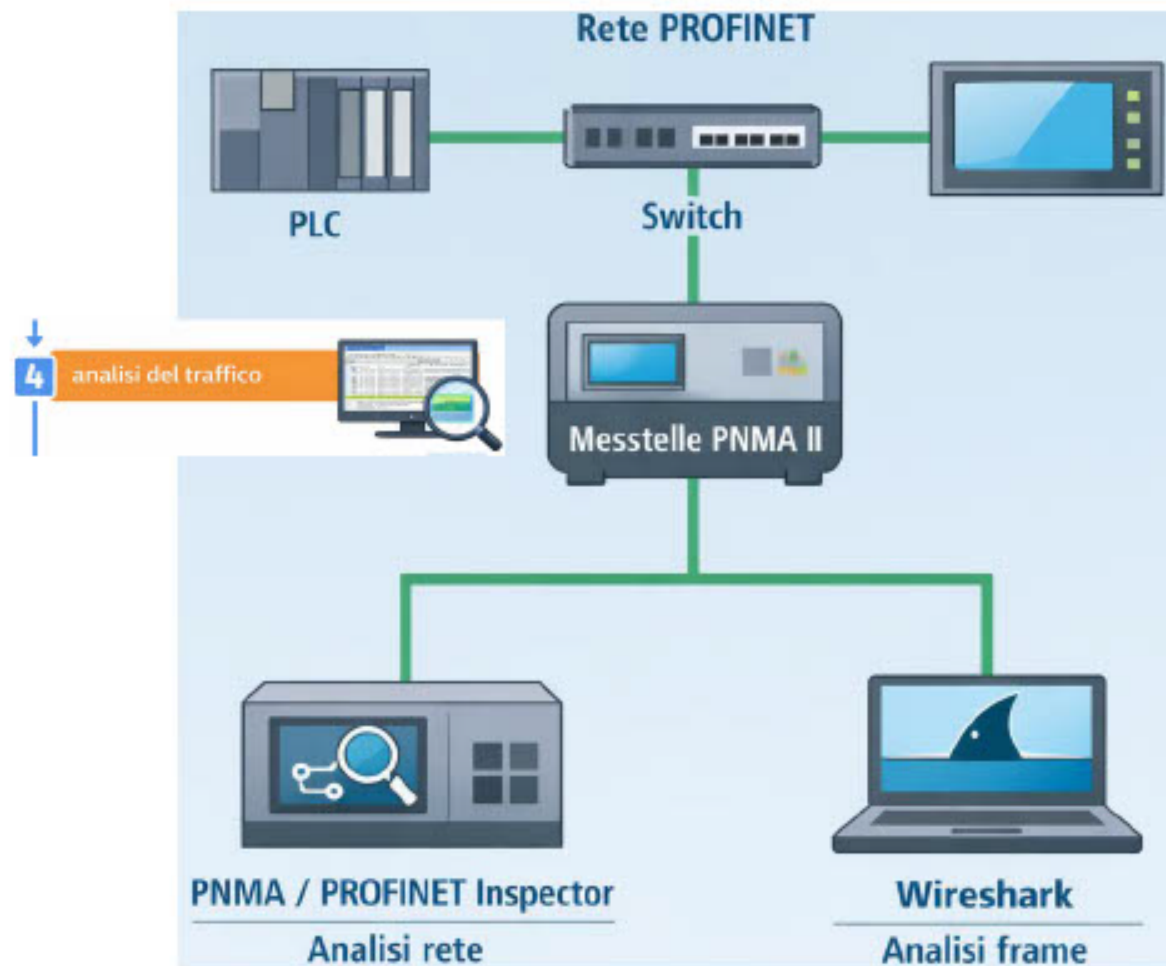 Rete PROFINET
PLC
Switch
4
analisi del traffico
Messtelle PNMA II
PNMA / PROFINET Inspector
Analisi rete
Wireshark
Analisi frame